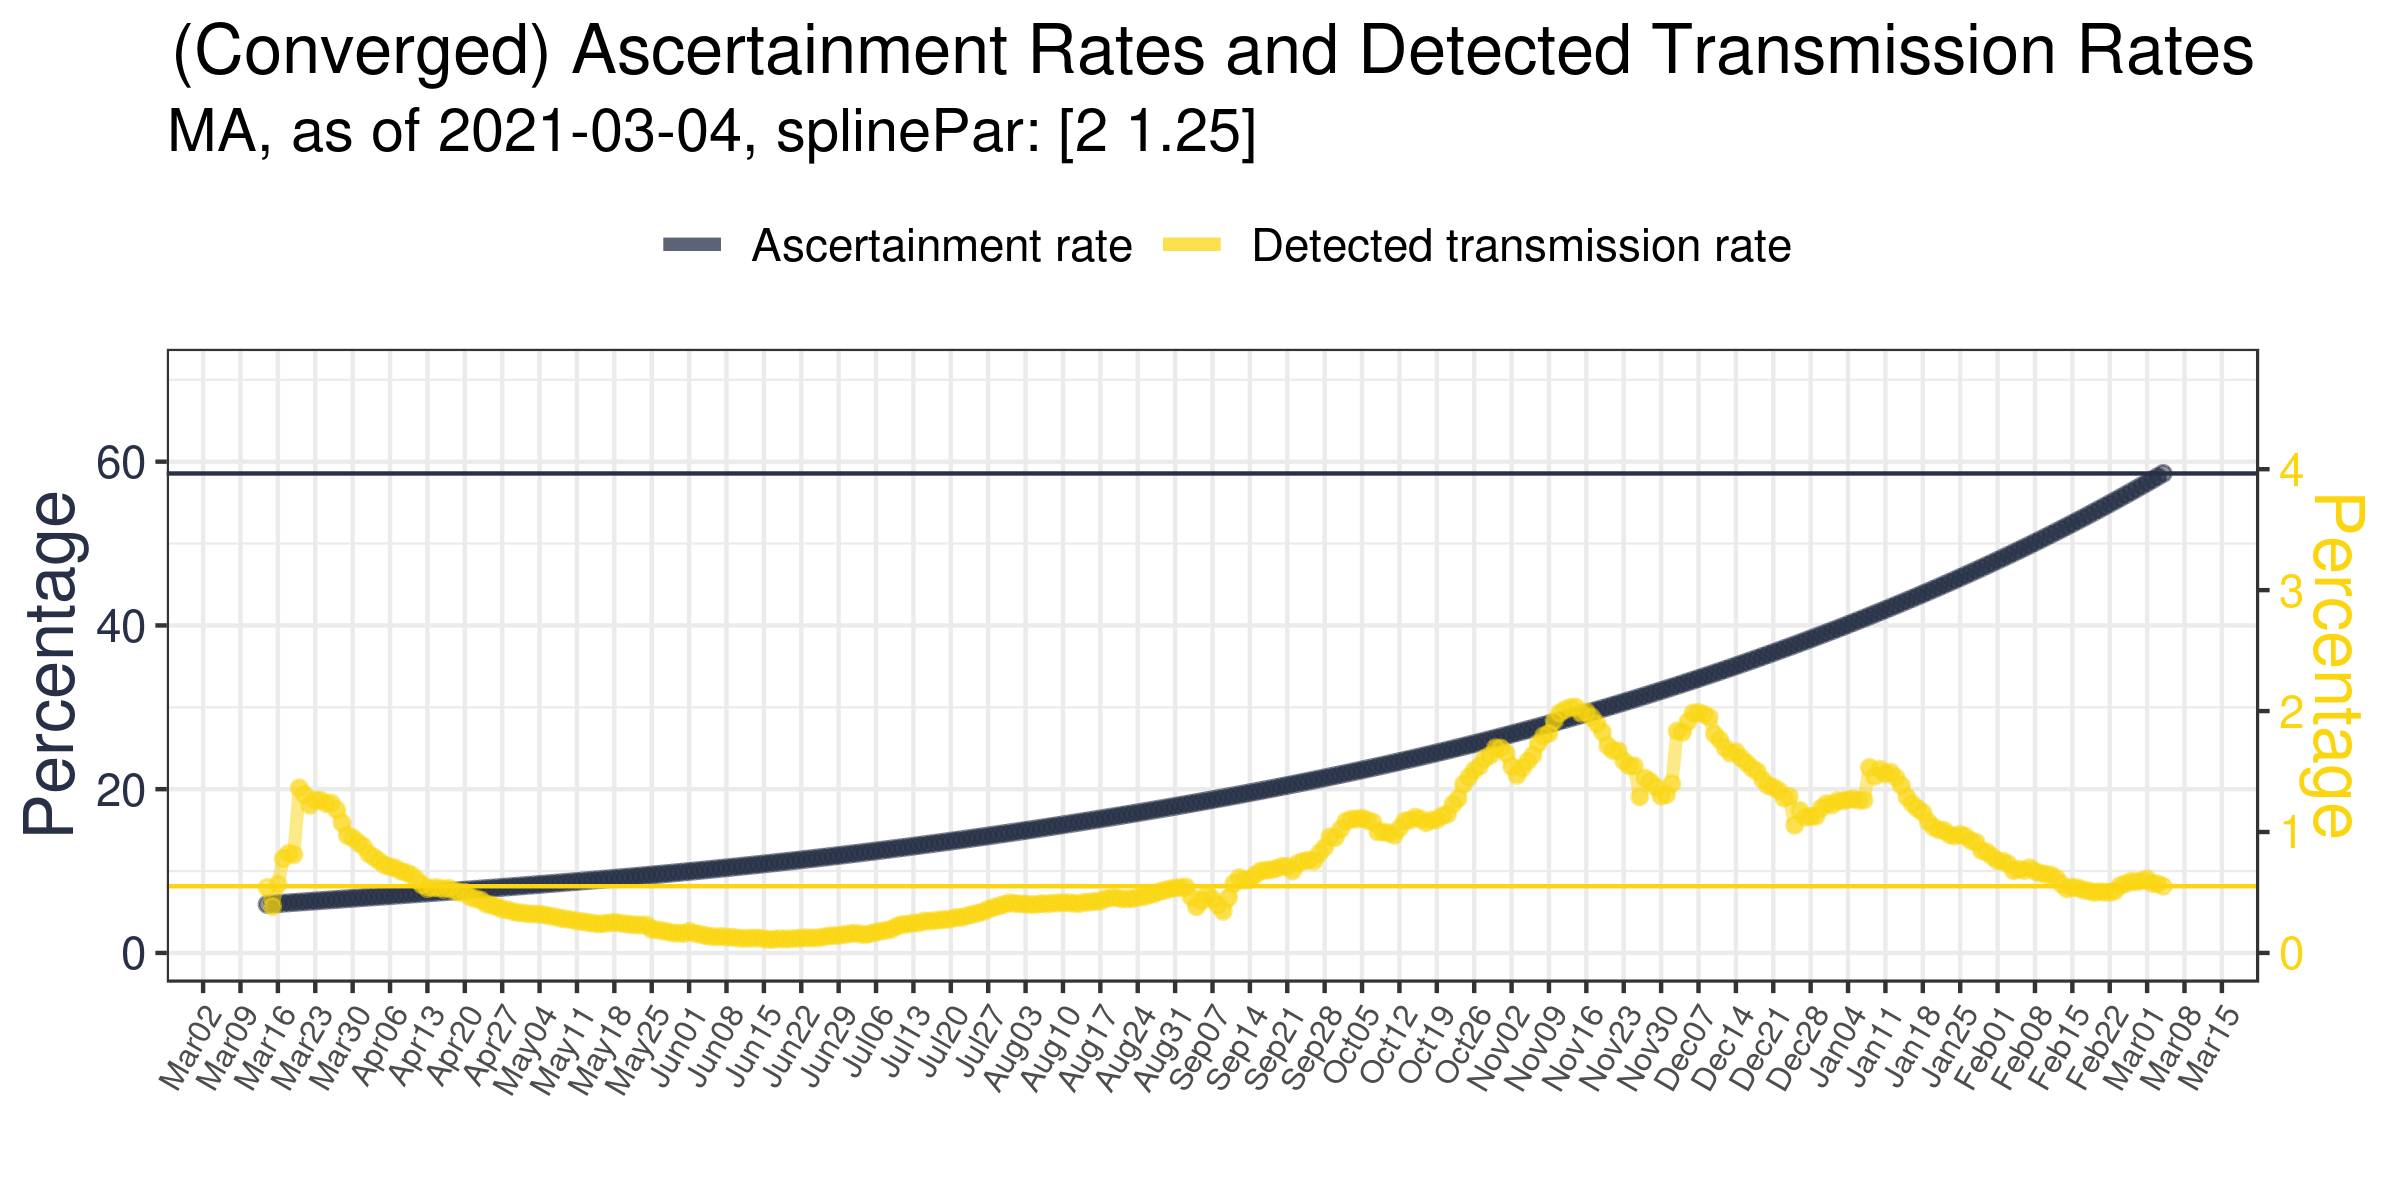 (Converged) Ascertainment Rates and Detected Transmission Rates
MA, as of 2021-03-04, splinePar: [2 1.25]
Ascertainment rate
Detected transmission rate
Percentage
60
40
20
0
4
3
2
1
0
Percentage
Mar02
Mar09
Mar16
Mar23
Mar30
Apr06
Apr13
Apr20
Apr27
May04
May11
May18
May25
Jun01
Jun08
Jun15
Jun22
Jun29
Jul06
Jul13
Jul20
Jul27
Aug03
Aug10
Aug17
Aug24
Aug31
Sep07
Sep14
Sep21
Sep28
Oct05
Oct12
Oct19
Oct26
Nov02
Nov09
Nov16
Nov23
Nov30
Dec07
Dec14
Dec21
Dec28
Jan04
Jan11
Jan18
Jan25
Feb01
Feb08
Feb15
Feb22
Mar01
Mar08
Mar15